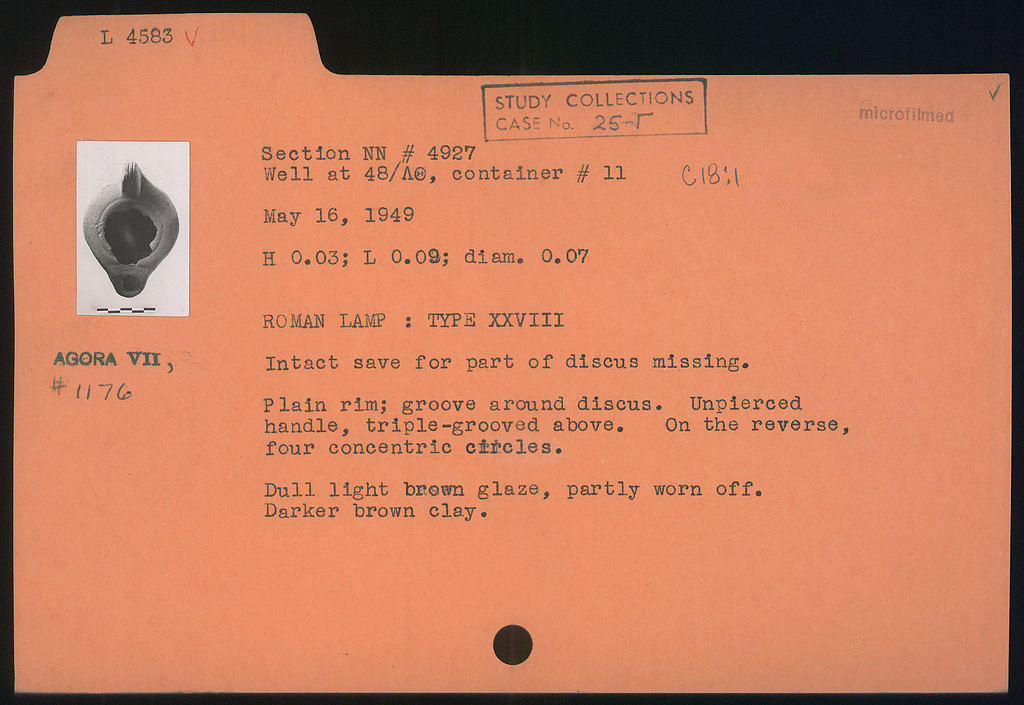 L 4583 √
STUDY COLLECTIONS
CASE No. 25-T
microfilmed
✓
Section NN # 4927
Well at 48/ΛΘ, container # 11
C18:1
May 16, 1949
H 0.03; L 0.09; diam. 0.07
ROMAN LAMP : TYPE XXVIII
AGORA VII,
# 1176
Intact save for part of discus missing.
Plain rim; groove around discus. Unpierced
handle, triple-grooved above. On the reverse,
four concentric circles.
Dull light brown glaze, partly worn off.
Darker brown clay.